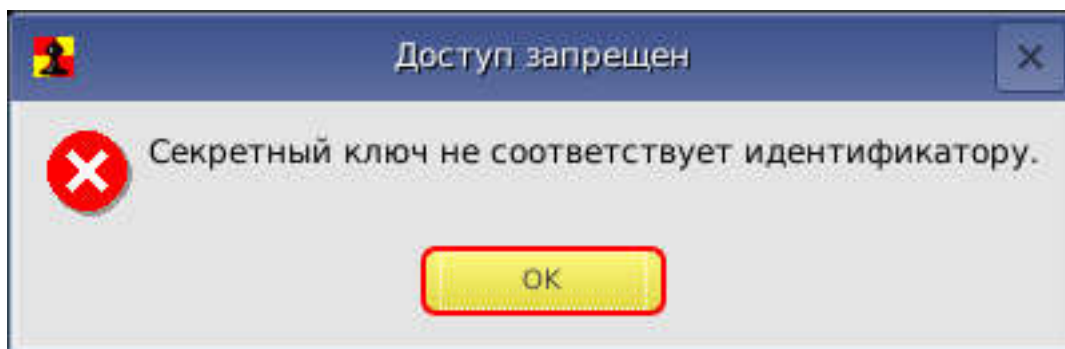 Доступ запрещен
Секретный ключ не соответствует идентификатору.
OK